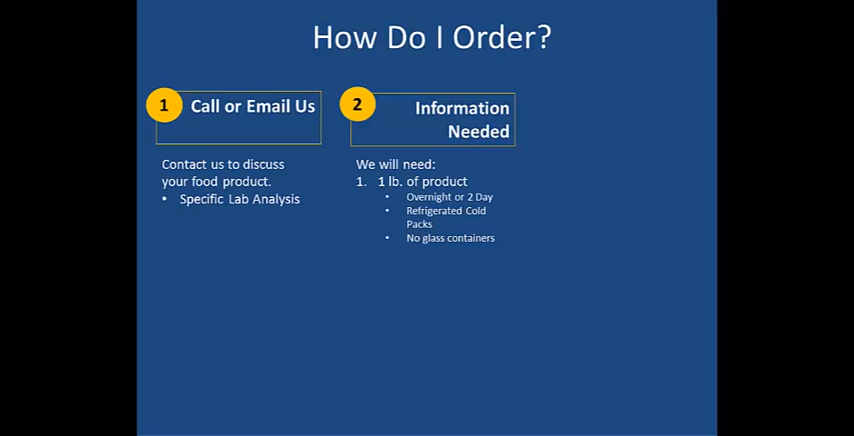 How Do I Order?
1
Call or Email Us
Contact us to discuss
your food product.
• Specific Lab Analysis
2
Information
Needed
We will need:
1. 1 lb. of product
• Overnight or 2 Day
• Refrigerated Cold
Packs
• No glass containers